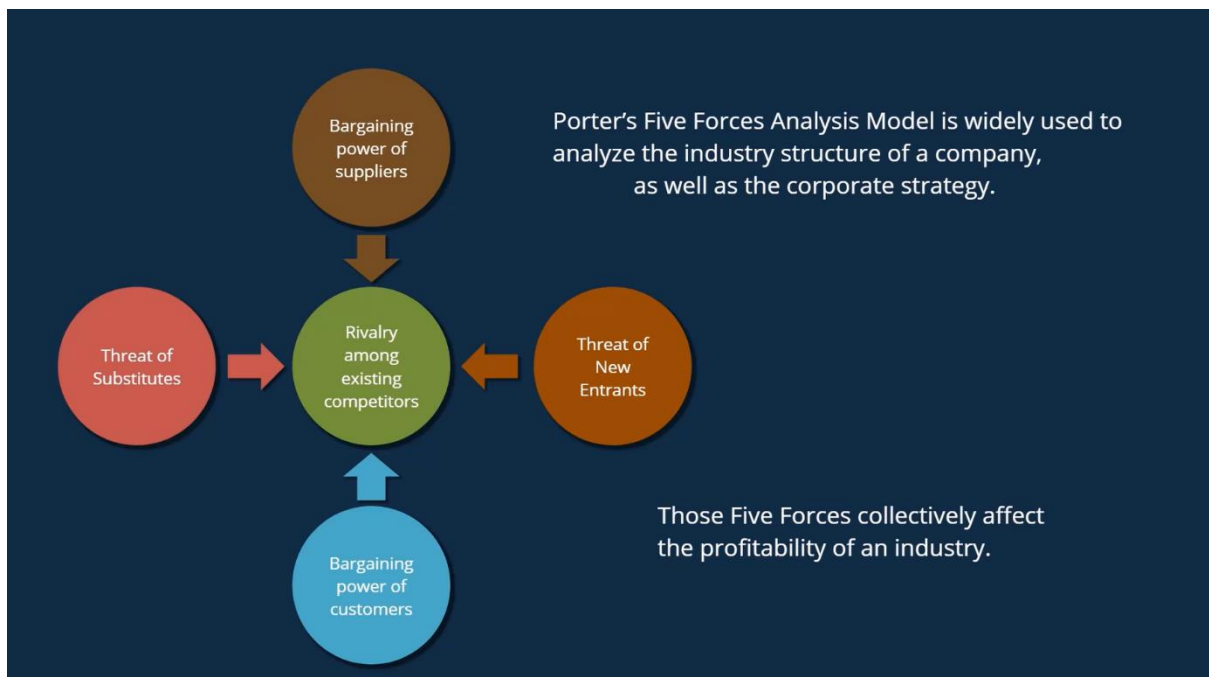 Bargaining
power of
suppliers
Porter’s Five Forces Analysis Model is widely used to
analyze the industry structure of a company,
as well as the corporate strategy.
Threat of
Substitutes
Rivalry
among
existing
competitors
Threat of
New
Entrants
Bargaining
power of
customers
Those Five Forces collectively affect
the profitability of an industry.